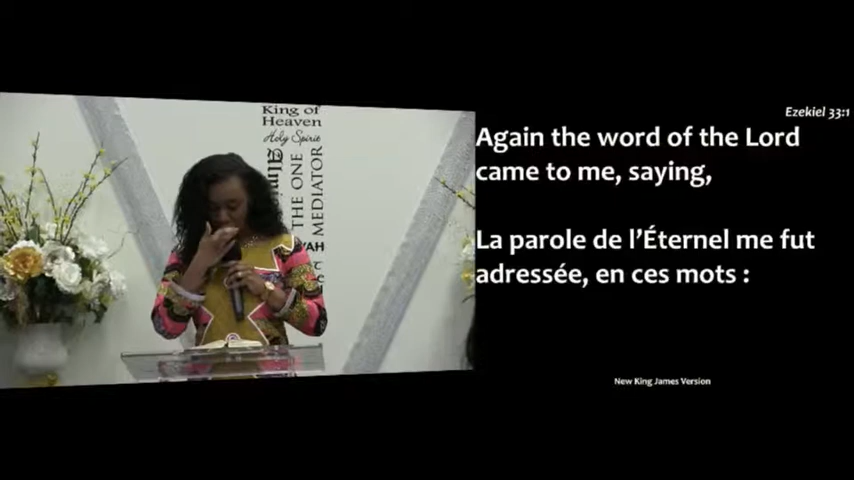 King of
Heaven
Holy Spirit
THE ONE
MEDIATOR
Ezekiel 33:1
Again the word of the Lord
came to me, saying,
La parole de l'Éternel me fut
adressée, en ces mots :
New King James Version